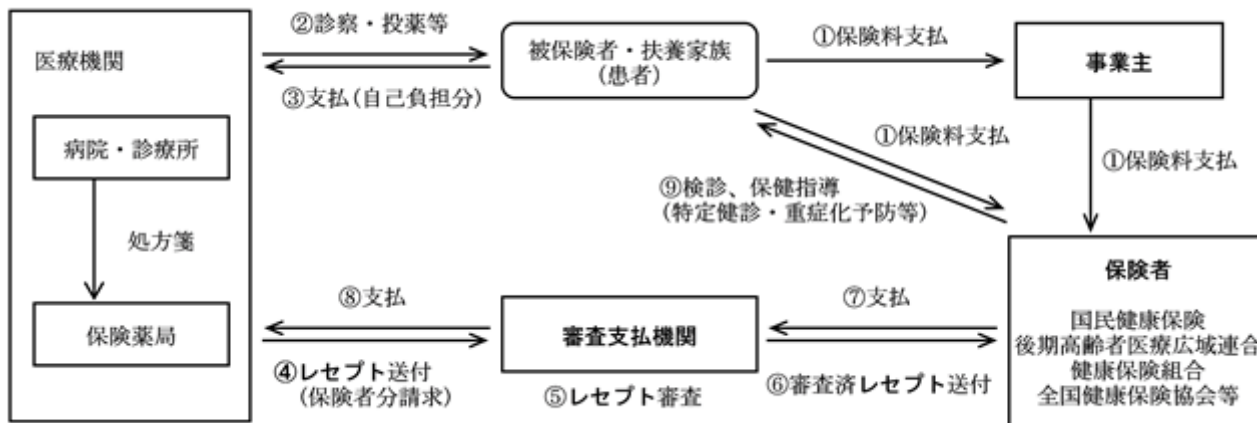 医療機関
②診察・投薬等
③支払(自己負担分)
被保険者・扶養家族
(患者)
①保険料支払
事業主
病院・診療所
処方箋
保険薬局
①保険料支払
⑨検診、保健指導
(特定健診・重症化予防等)
①保険料支払
⑧支払
④レセプト送付
(保険者分請求)
審査支払機関
⑤レセプト審査
⑦支払
⑥審査済レセプト送付
保険者
国民健康保険
後期高齢者医療広域連合
健康保険組合
全国健康保険協会等